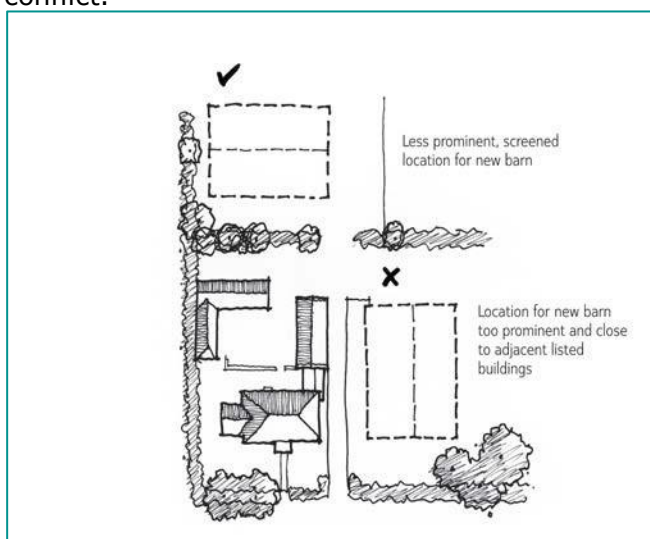 conflict.
Less prominent, screened
location for new barn
Location for new barn
too prominent and close
to adjacent listed
buildings